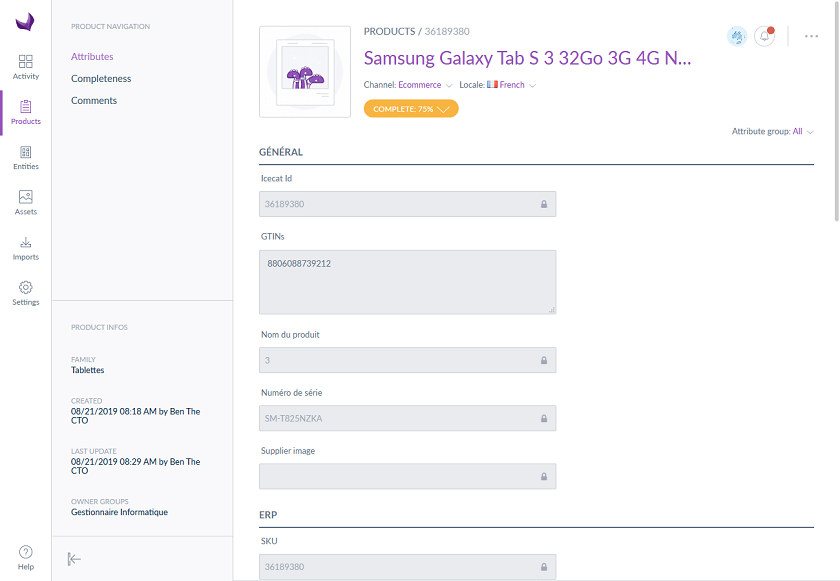 Activity
Products
Entities
Assets
Imports
Settings
Help
PRODUCT NAVIGATION
Attributes
Completeness
Comments
PRODUCT INFOS
FAMILY
Tablettes
CREATED
08/21/2019 08:18 AM by Ben The
CTO
LAST UPDATE
08/21/2019 08:29 AM by Ben The
CTO
OWNER GROUPS
Gestionnaire Informatique
PRODUCTS / 36189380
Samsung Galaxy Tab S 3 32Go 3G 4G N...
Channel: Ecommerce Locale: French
COMPLETE: 75%
Attribute group: All
GÉNÉRAL
Icecat Id
36189380
GTINs
8806088739212
Nom du produit
3
Numéro de série
SM-T825NZKA
Supplier image
ERP
SKU
36189380